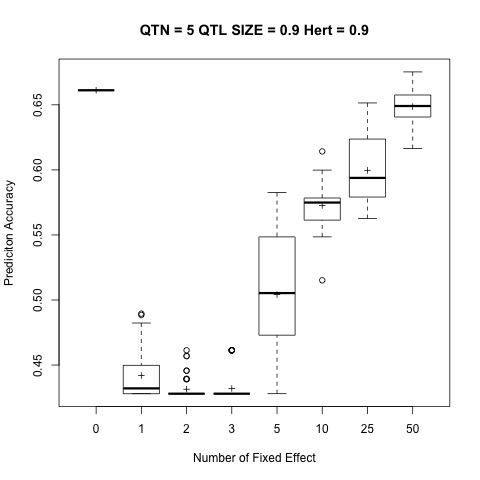 QTN = 5 QTL SIZE = 0.9 Hert = 0.9
Prediciton Accuracy
0.65
0.60
0.55
0.50
0.45
0 1 2 3 5 10 25 50
Number of Fixed Effect